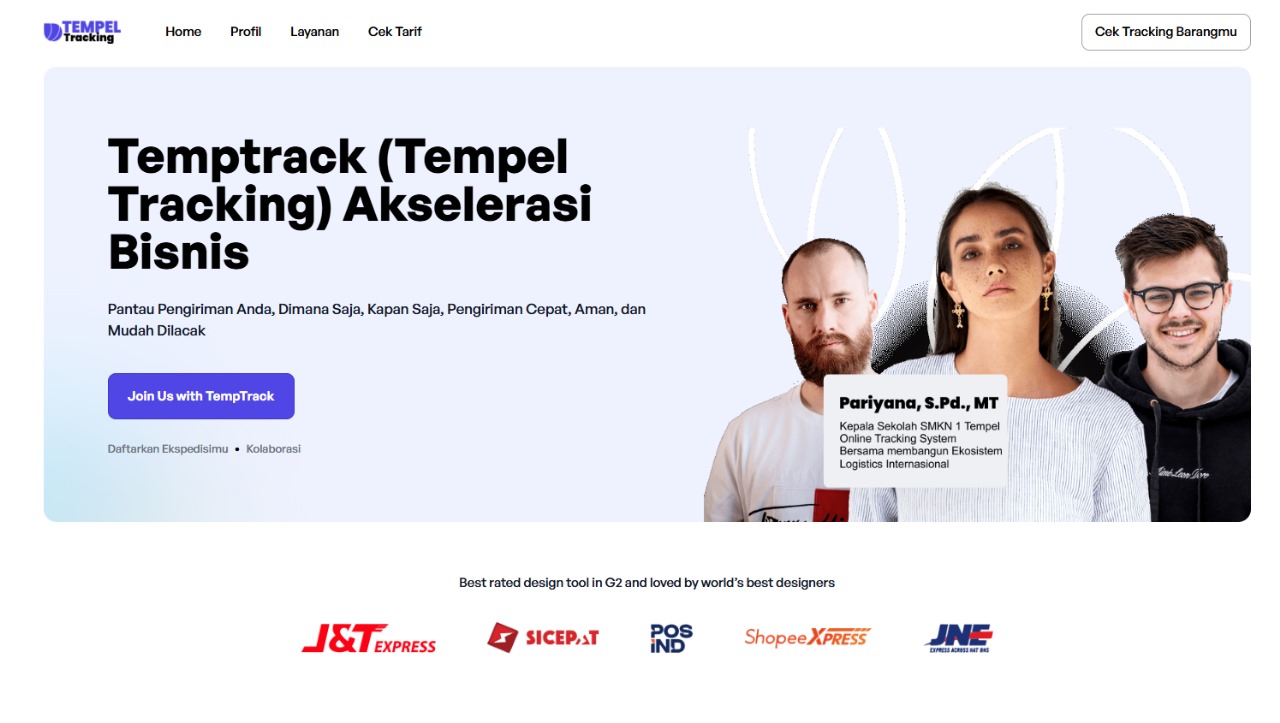 TEMPEL
Tracking
Home
Profil
Layanan
Cek Tarif
Cek Tracking Barangmu
Temptrack (Tempel
Tracking) Akselerasi
Bisnis
Pantau Pengiriman Anda, Dimana Saja, Kapan Saja, Pengiriman Cepat, Aman, dan
Mudah Dilacak
Join Us with TempTrack
Daftarkan Ekspedisimu • Kolaborasi
Pariyana, S.Pd., MT
Kepala Sekolah SMKN 1 Tempel
Online Tracking System
Bersama membangun Ekosistem
Logistics Internasional
Best rated design tool in G2 and loved by world's best designers
J&T EXPRESS
SICEPAT
POS
IND
Shopee XPRESS
JNE
EXPRESS ACROSS NATIONS